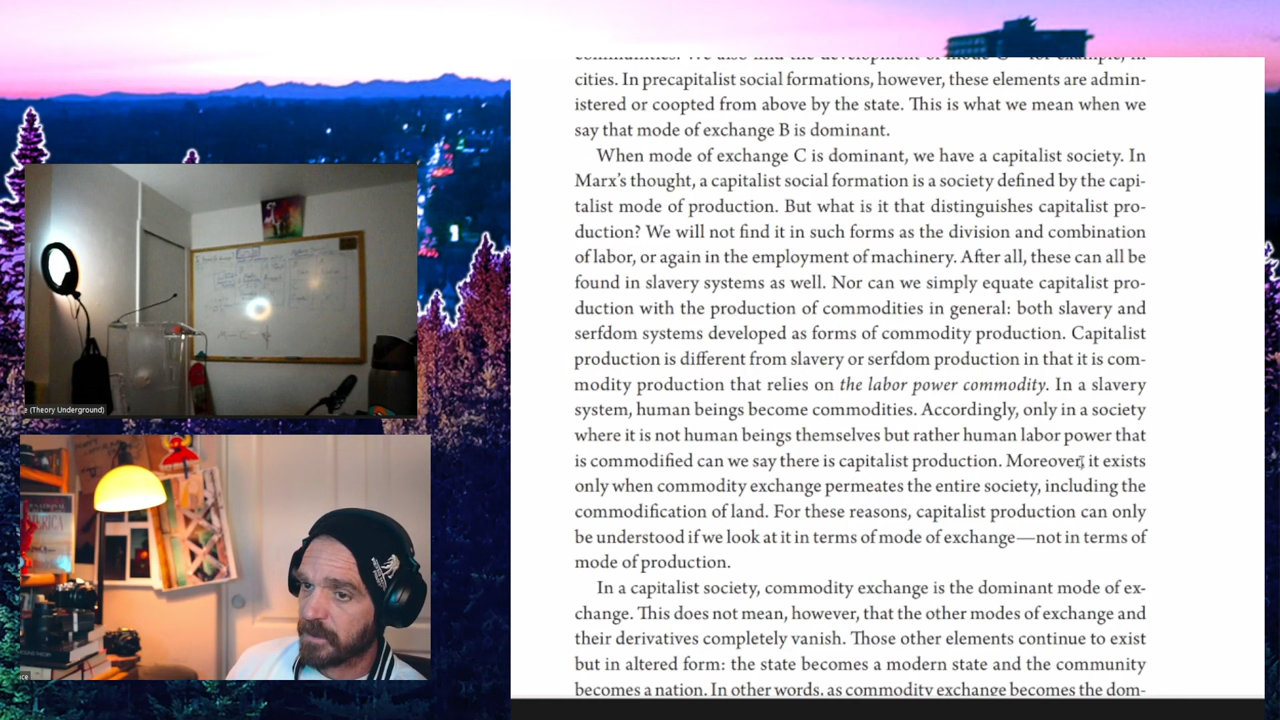 cities. In precapitalist social formations, however, these elements are admin-
istered or coopted from above by the state. This is what we mean when we
say that mode of exchange B is dominant.
When mode of exchange C is dominant, we have a capitalist society. In
Marx’s thought, a capitalist social formation is a society defined by the capi-
talist mode of production. But what is it that distinguishes capitalist pro-
duction? We will not find it in such forms as the division and combination
of labor, or again in the employment of machinery. After all, these can all be
found in slavery systems as well. Nor can we simply equate capitalist pro-
duction with the production of commodities in general: both slavery and
serfdom systems developed as forms of commodity production. Capitalist
production is different from slavery or serfdom production in that it is com-
modity production that relies on the labor power commodity. In a slavery
system, human beings become commodities. Accordingly, only in a society
where it is not human beings themselves but rather human labor power that
is commodified can we say there is capitalist production. Moreover, it exists
only when commodity exchange permeates the entire society, including the
commodification of land. For these reasons, capitalist production can only
be understood if we look at it in terms of mode of exchange—not in terms of
mode of production.
In a capitalist society, commodity exchange is the dominant mode of ex-
change. This does not mean, however, that the other modes of exchange and
their derivatives completely vanish. Those other elements continue to exist
but in altered form: the state becomes a modern state and the community
becomes a nation. In other words, as commodity exchange becomes the dom-
e (Theory Underground)